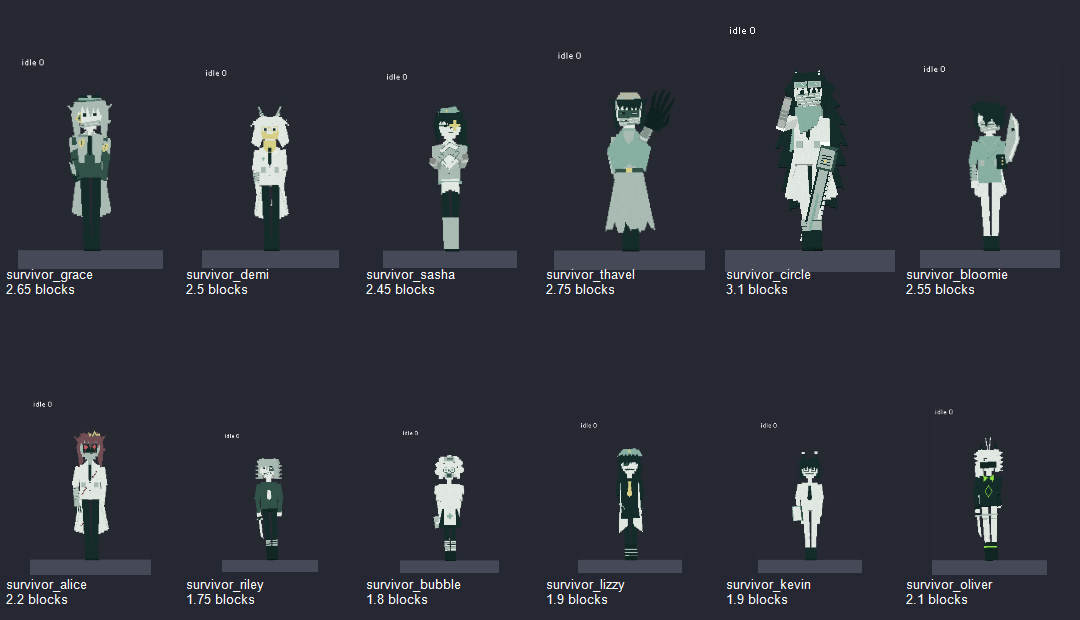 idle 0
idle 0
idle 0
idle 0
idle 0
idle 0
survivor_grace
2.65 blocks
survivor_demi
2.5 blocks
survivor_sasha
2.45 blocks
survivor_thavel
2.75 blocks
survivor_circle
3.1 blocks
survivor_bloomie
2.55 blocks
idle 0
idle 0
idle 0
idle 0
idle 0
idle 0
survivor_alice
2.2 blocks
survivor_riley
1.75 blocks
survivor_bubble
1.8 blocks
survivor_lizzy
1.9 blocks
survivor_kevin
1.9 blocks
survivor_oliver
2.1 blocks